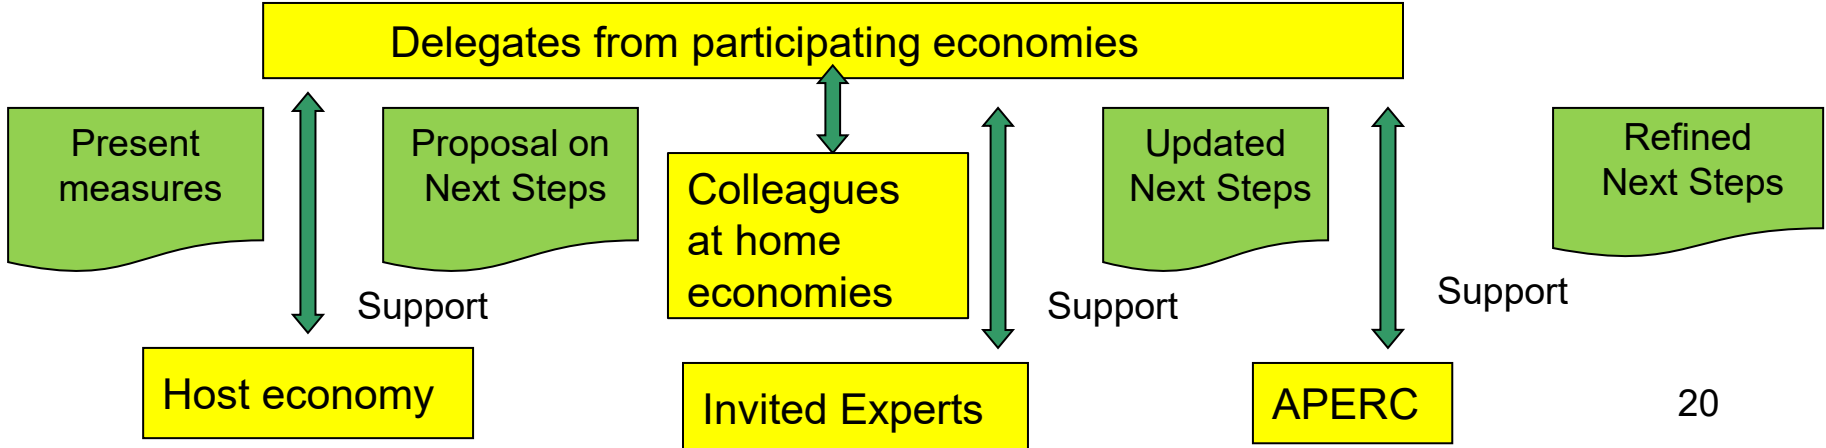 Delegates from participating economies
Present
measures
Proposal on
Next Steps
Colleagues
at home
economies
Updated
Next Steps
Refined
Next Steps
Support
Support
Support
Host economy
Invited Experts
APERC
20